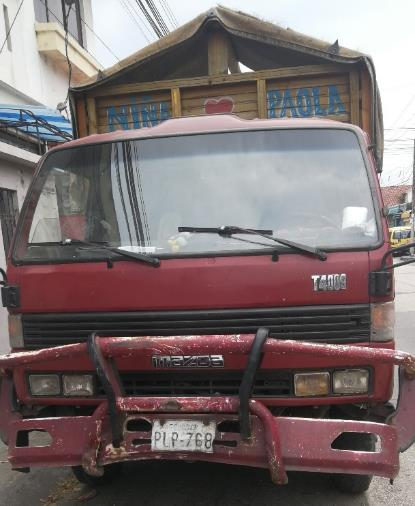 NIÑA PAOLA
T4000
mazda
ECUADOR
PLP-768